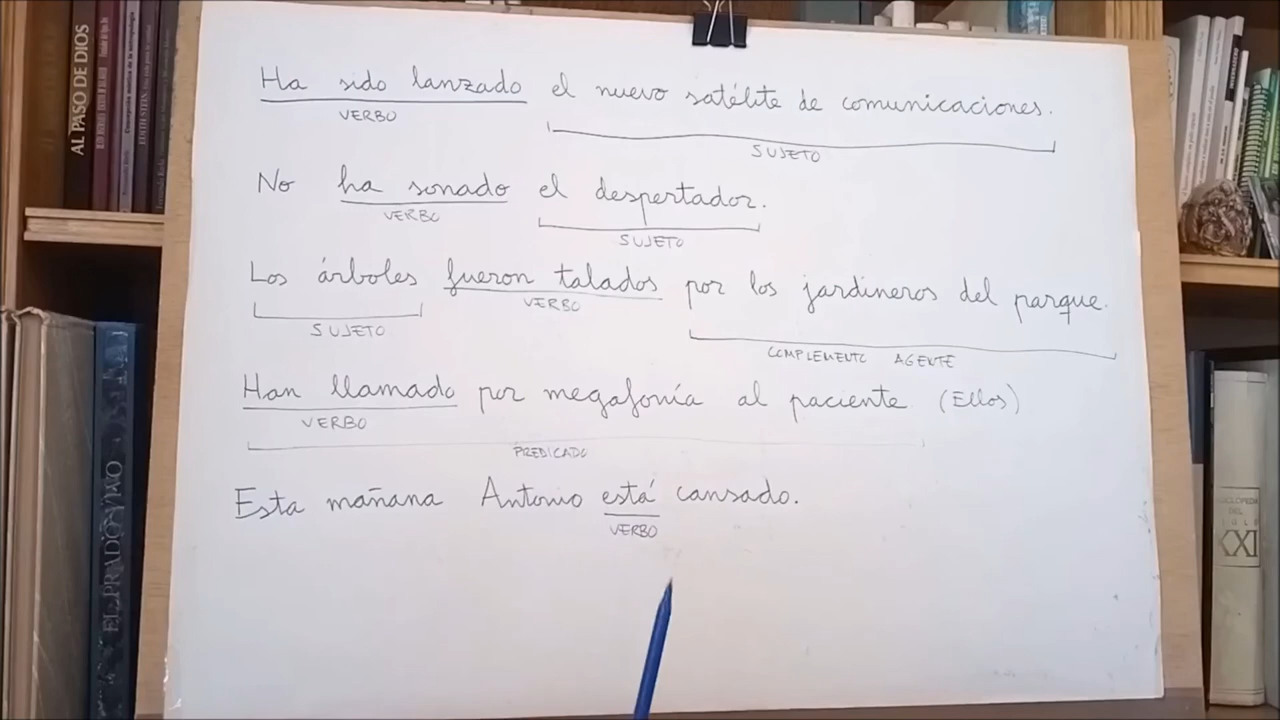 AL PASO DE DIOS
Ha sido lanzado el nuevo satélite de comunicaciones.
VERBO
SUJETO
No ha sonado el despertador.
VERBO
SUJETO
Los árboles fueron talados por los jardineros del parque.
VERBO
SUJETO
COMPLEMENTO AGENTE
Han llamado por megafonía al paciente (Ellos)
VERBO
PREDICADO
Esta mañana Antonio está cansado.
VERBO
EL PRADO VIVO
DEL
XXI